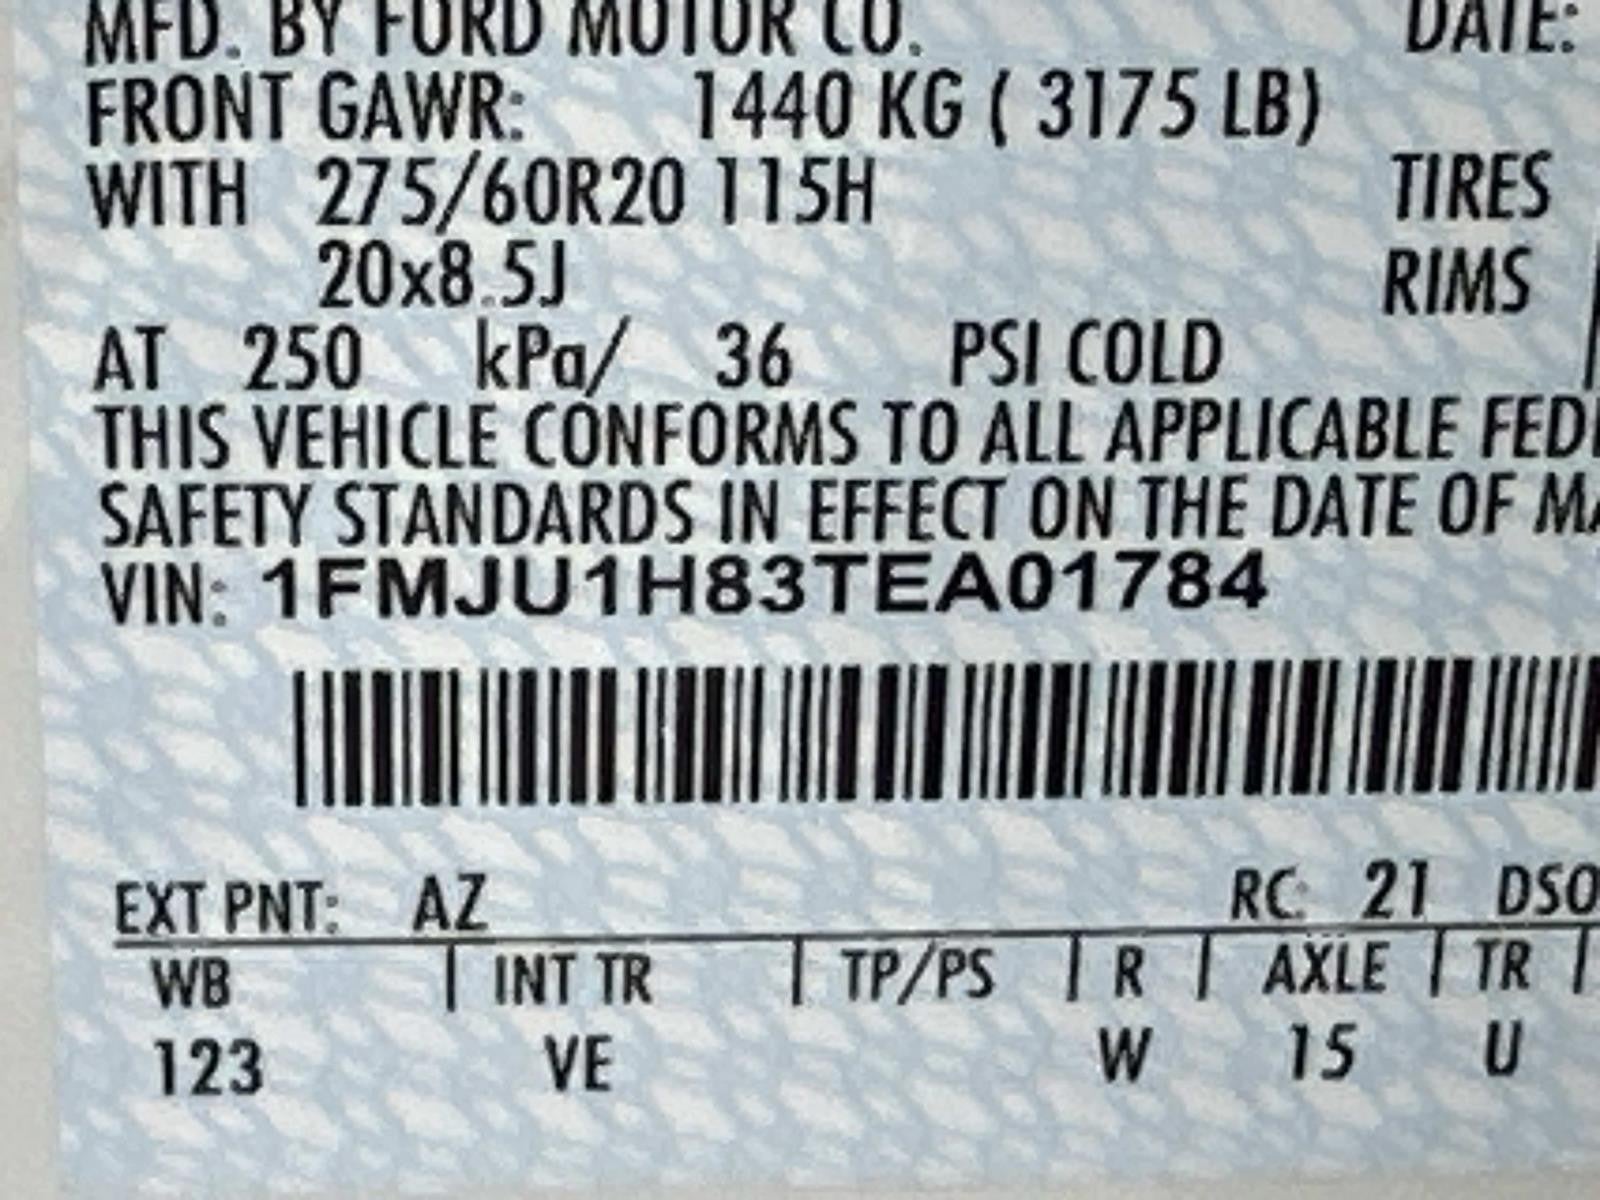 MFD. BY FORD MOTOR CO. DATE:
FRONT GAWR: 1440 KG ( 3175 LB)
WITH 275/60R20 115H TIRES
20x8.5J RIMS
AT 250 kPa/ 36 PSI COLD
THIS VEHICLE CONFORMS TO ALL APPLICABLE FED
SAFETY STANDARDS IN EFFECT ON THE DATE OF MA
VIN: 1FMJU1H83TEA01784
EXT PNT: AZ RC: 21 DSO
WB | INT TR | TP/PS | R | AXLE | TR |
123 VE W 15 U